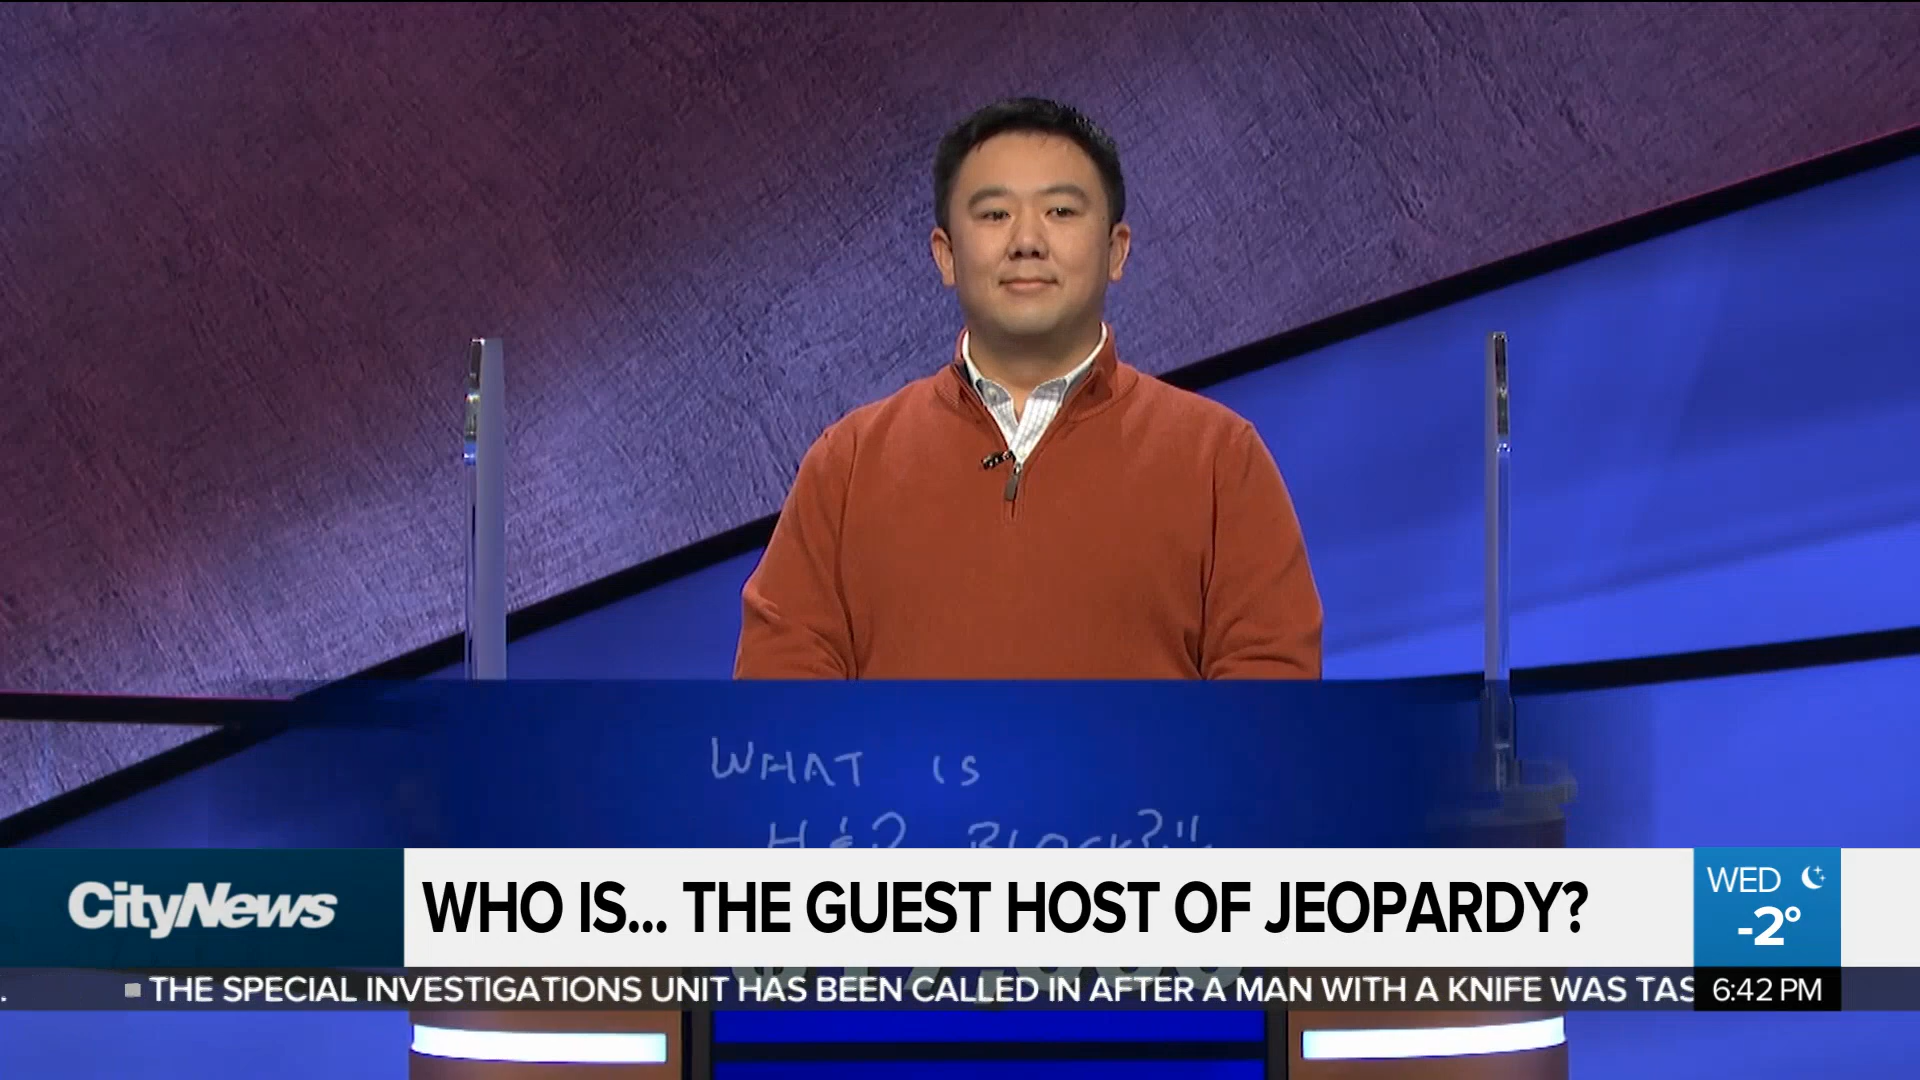 WHAT IS
H&R BLOCK?!!
CityNews
WHO IS... THE GUEST HOST OF JEOPARDY?
WED
-2°
THE SPECIAL INVESTIGATIONS UNIT HAS BEEN CALLED IN AFTER A MAN WITH A KNIFE WAS TAS
6:42 PM